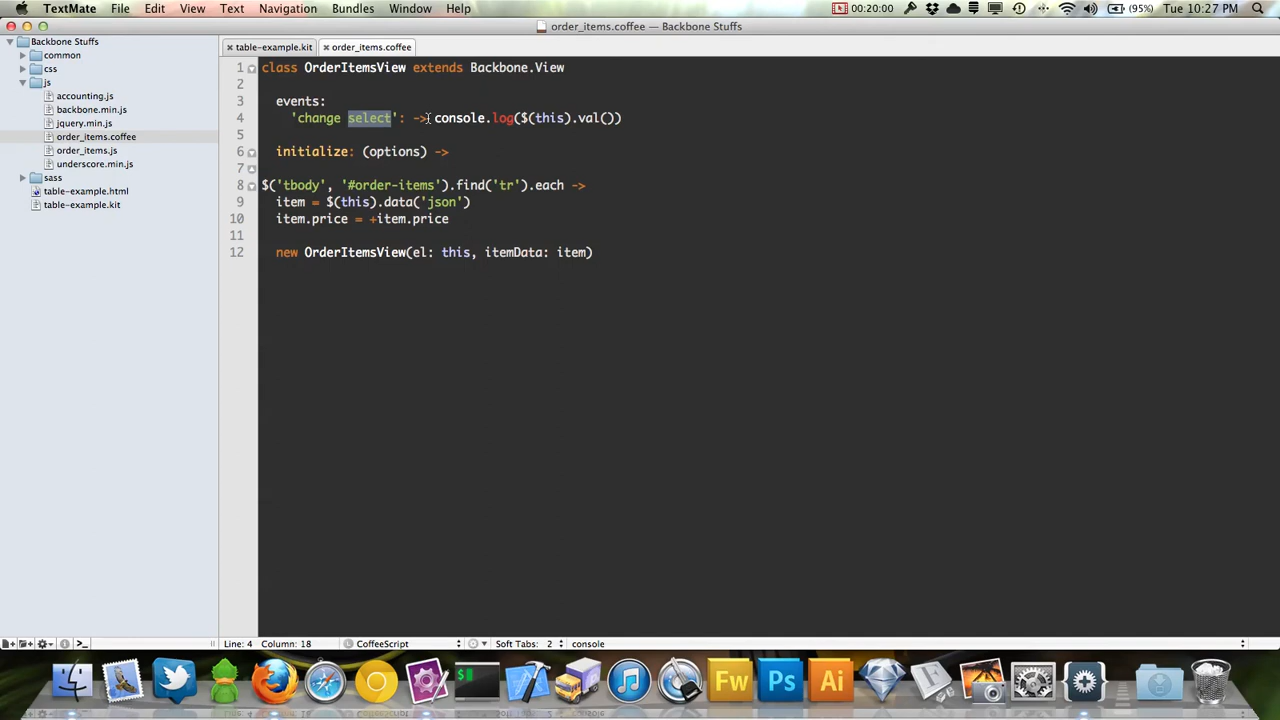 TextMate File Edit View Text Navigation Bundles Window Help 00:20:00 (95%) Tue 10:27 PM
order_items.coffee — Backbone Stuffs
Backbone Stuffs
common
css
js
accounting.js
backbone.min.js
jquery.min.js
order_items.coffee
order_items.js
underscore.min.js
sass
table-example.html
table-example.kit
table-example.kit order_items.coffee
1 class OrderItemsView extends Backbone.View
2
3 events:
4 'change select': -> console.log($(this).val())
5
6 initialize: (options) ->
7
8 $('tbody', '#order-items').find('tr').each ->
9 item = $(this).data('json')
10 item.price = +item.price
11
12 new OrderItemsView(el: this, itemData: item)
Line: 4 Column: 18 CoffeeScript Soft Tabs: 2 console
$ Fw Ps Ai